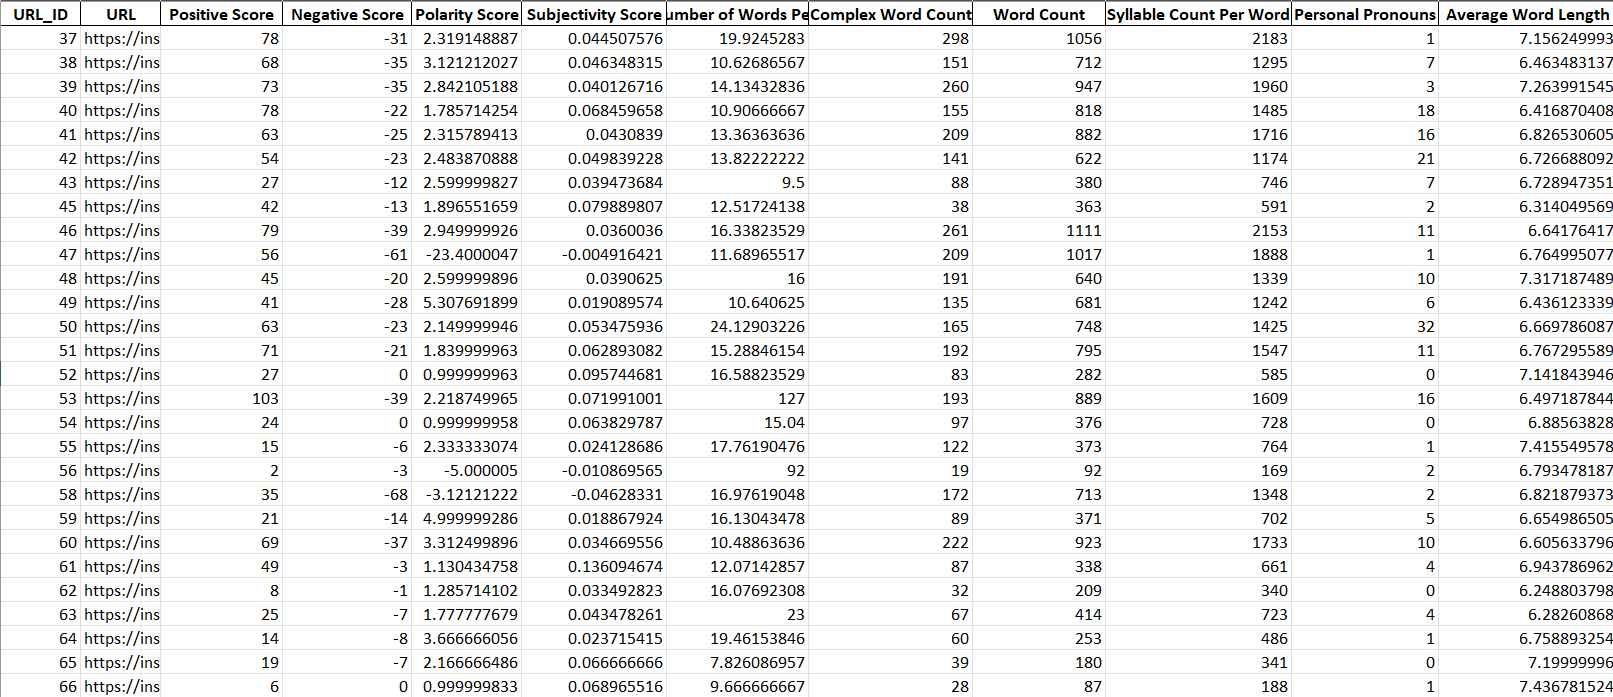 URL_ID URL Positive Score Negative Score Polarity Score Subjectivity Score umber of Words Pe Complex Word Count Word Count Syllable Count Per Word Personal Pronouns Average Word Length
37 https://ins 78 -31 2.319148887 0.044507576 19.9245283 298 1056 2183 1 7.156249993
38 https://ins 68 -35 3.121212027 0.046348315 10.62686567 151 712 1295 7 6.463483137
39 https://ins 73 -35 2.842105188 0.040126716 14.13432836 260 947 1960 3 7.263991545
40 https://ins 78 -22 1.785714254 0.068459658 10.90666667 155 818 1485 18 6.416870408
41 https://ins 63 -25 2.315789413 0.0430839 13.36363636 209 882 1716 16 6.826530605
42 https://ins 54 -23 2.483870888 0.049839228 13.82222222 141 622 1174 21 6.726688092
43 https://ins 27 -12 2.599999827 0.039473684 9.5 88 380 746 7 6.728947351
45 https://ins 42 -13 1.896551659 0.079889807 12.51724138 38 363 591 2 6.314049569
46 https://ins 79 -39 2.949999926 0.0360036 16.33823529 261 1111 2153 11 6.64176417
47 https://ins 56 -61 -23.4000047 -0.004916421 11.68965517 209 1017 1888 1 6.764995077
48 https://ins 45 -20 2.599999896 0.0390625 16 191 640 1339 10 7.317187489
49 https://ins 41 -28 5.307691899 0.019089574 10.640625 135 681 1242 6 6.436123339
50 https://ins 63 -23 2.149999946 0.053475936 24.12903226 165 748 1425 32 6.669786087
51 https://ins 71 -21 1.839999963 0.062893082 15.28846154 192 795 1547 11 6.767295589
52 https://ins 27 0 0.999999963 0.095744681 16.58823529 83 282 585 0 7.141843946
53 https://ins 103 -39 2.218749965 0.071991001 127 193 889 1609 16 6.497187844
54 https://ins 24 0 0.999999958 0.063829787 15.04 97 376 728 0 6.88563828
55 https://ins 15 -6 2.333333074 0.024128686 17.76190476 122 373 764 1 7.415549578
56 https://ins 2 -3 -5.000005 -0.010869565 92 19 92 169 2 6.793478187
58 https://ins 35 -68 -3.12121222 -0.04628331 16.97619048 172 713 1348 2 6.821879373
59 https://ins 21 -14 4.999999286 0.018867924 16.13043478 89 371 702 5 6.654986505
60 https://ins 69 -37 3.312499896 0.034669556 10.48863636 222 923 1733 10 6.605633796
61 https://ins 49 -3 1.130434758 0.136094674 12.07142857 87 338 661 4 6.943786962
62 https://ins 8 -1 1.285714102 0.033492823 16.07692308 32 209 340 0 6.248803798
63 https://ins 25 -7 1.777777679 0.043478261 23 67 414 723 4 6.28260868
64 https://ins 14 -8 3.666666056 0.023715415 19.46153846 60 253 486 1 6.758893254
65 https://ins 19 -7 2.166666486 0.066666666 7.826086957 39 180 341 0 7.19999996
66 https://ins 6 0 0.999999833 0.068965516 9.666666667 28 87 188 1 7.436781524